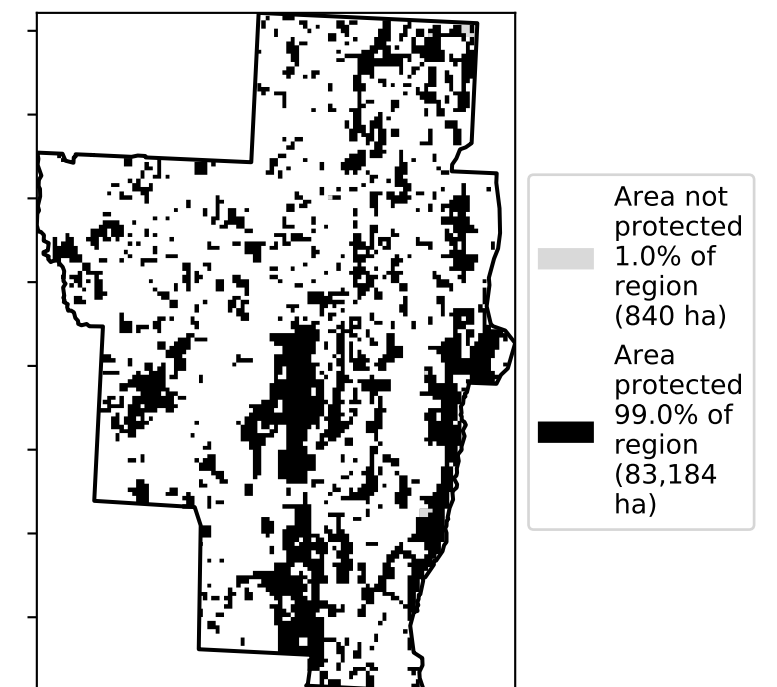 Area not
protected
1.0% of
region
(840 ha)
Area
protected
99.0% of
region
(83,184
ha)